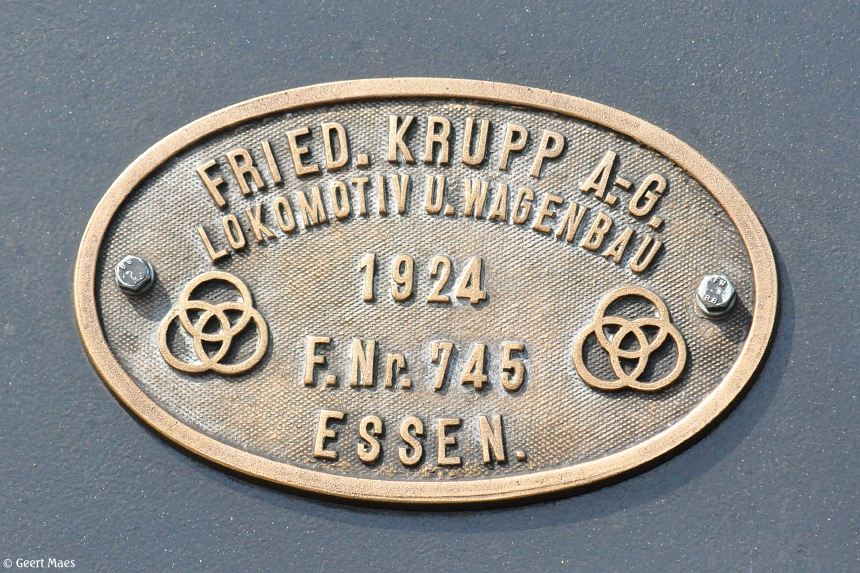 FRIED. KRUPP A.-G.
LOKOMOTIV U. WAGENBAU
1924
F.Nr. 745
ESSEN.
© Geert Maes